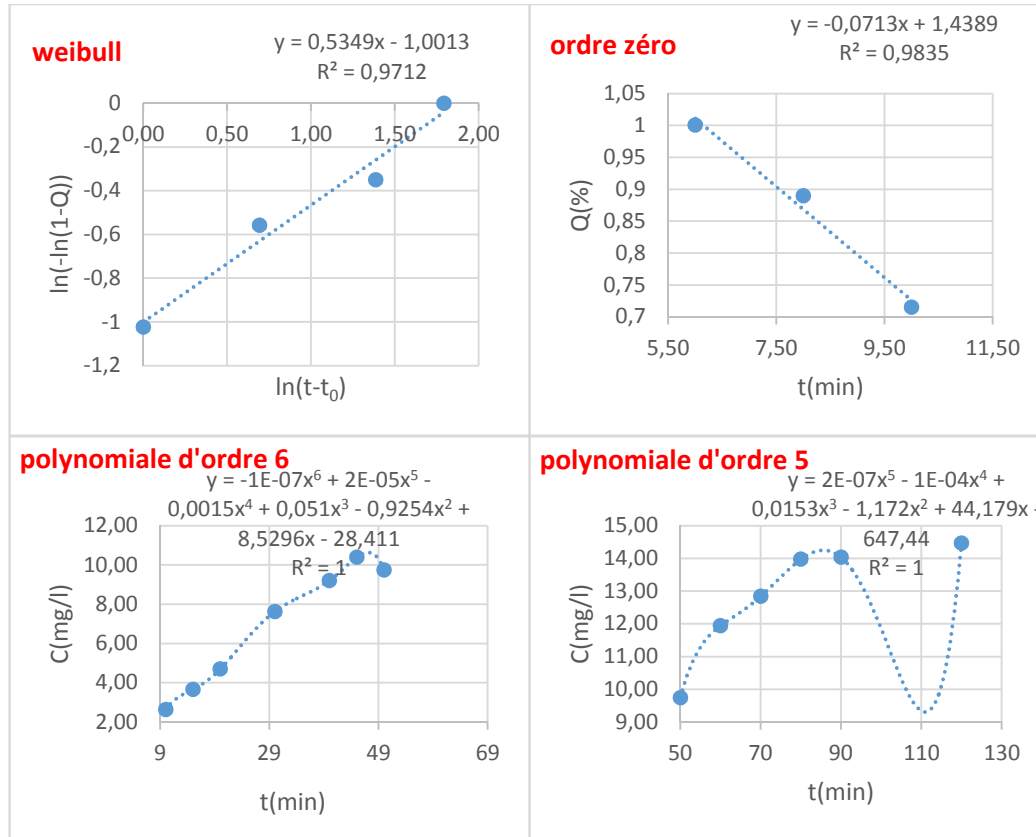 weibull
y = 0,5349x - 1,0013
R² = 0,9712
0
-0,2
-0,4
-0,6
-0,8
-1
-1,2
0,00 0,50 1,00 1,50 2,00
ln(-ln(1-Q))
ln(t-t₀)
ordre zéro
y = -0,0713x + 1,4389
R² = 0,9835
1,05
1
0,95
0,9
0,85
0,8
0,75
0,7
5,50 7,50 9,50 11,50
Q(%)
t(min)
polynomiale d'ordre 6
y = -1E-07x⁶ + 2E-05x⁵ -
0,0015x⁴ + 0,051x³ - 0,9254x² +
8,5296x - 28,411
R² = 1
12,00
10,00
8,00
6,00
4,00
2,00
9 29 49 69
C(mg/l)
t(min)
polynomiale d'ordre 5
y = 2E-07x⁵ - 1E-04x⁴ +
0,0153x³ - 1,172x² + 44,179x -
647,44
R² = 1
15,00
14,00
13,00
12,00
11,00
10,00
9,00
50 70 90 110 130
C(mg/l)
t(min)